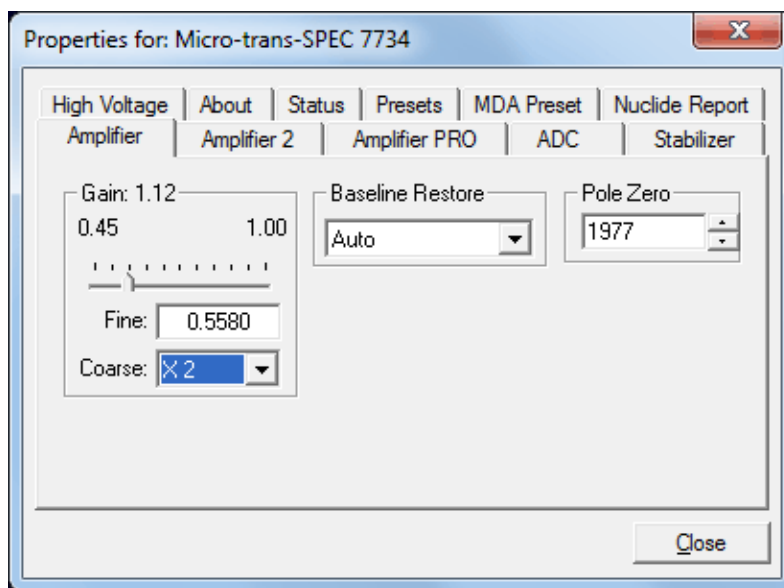 Properties for: Micro-trans-SPEC 7734
High Voltage About Status Presets MDA Preset Nuclide Report
Amplifier Amplifier 2 Amplifier PRO ADC Stabilizer
Gain: 1.12 Baseline Restore Pole Zero
0.45 1.00 Auto 1977
Fine: 0.5580
Coarse: X 2
Close